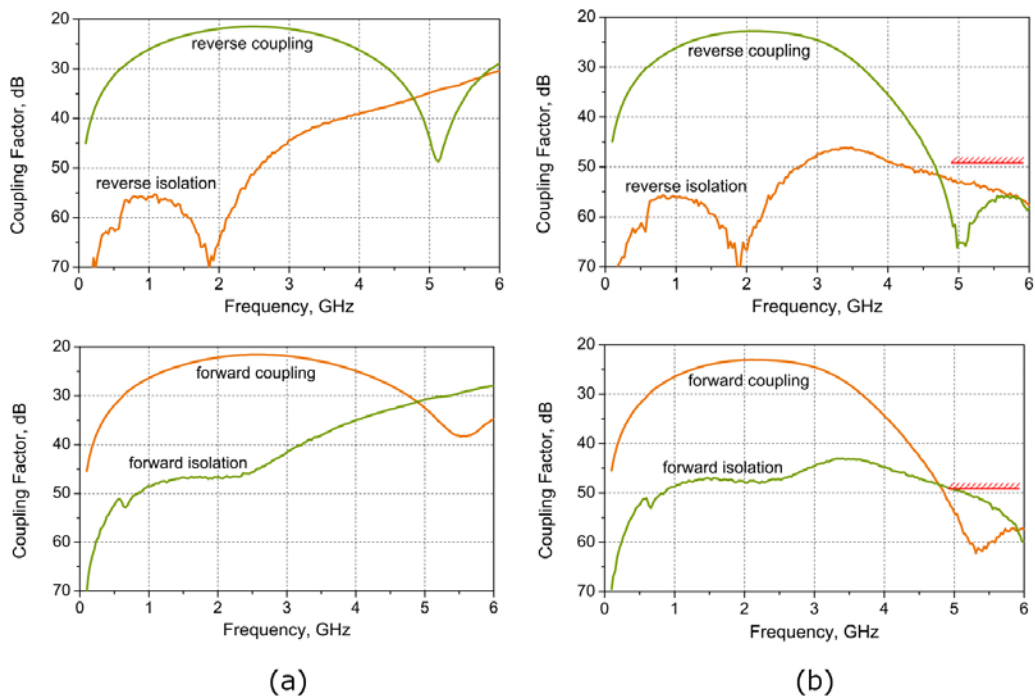 20
30
40
50
60
70
Coupling Factor, dB
reverse coupling
reverse isolation
0
1
2
3
4
5
6
Frequency, GHz
20
30
40
50
60
70
Coupling Factor, dB
reverse coupling
reverse isolation
0
1
2
3
4
5
6
Frequency, GHz
20
30
40
50
60
70
Coupling Factor, dB
forward coupling
forward isolation
0
1
2
3
4
5
6
Frequency, GHz
20
30
40
50
60
70
Coupling Factor, dB
forward coupling
forward isolation
0
1
2
3
4
5
6
Frequency, GHz
(a)
(b)